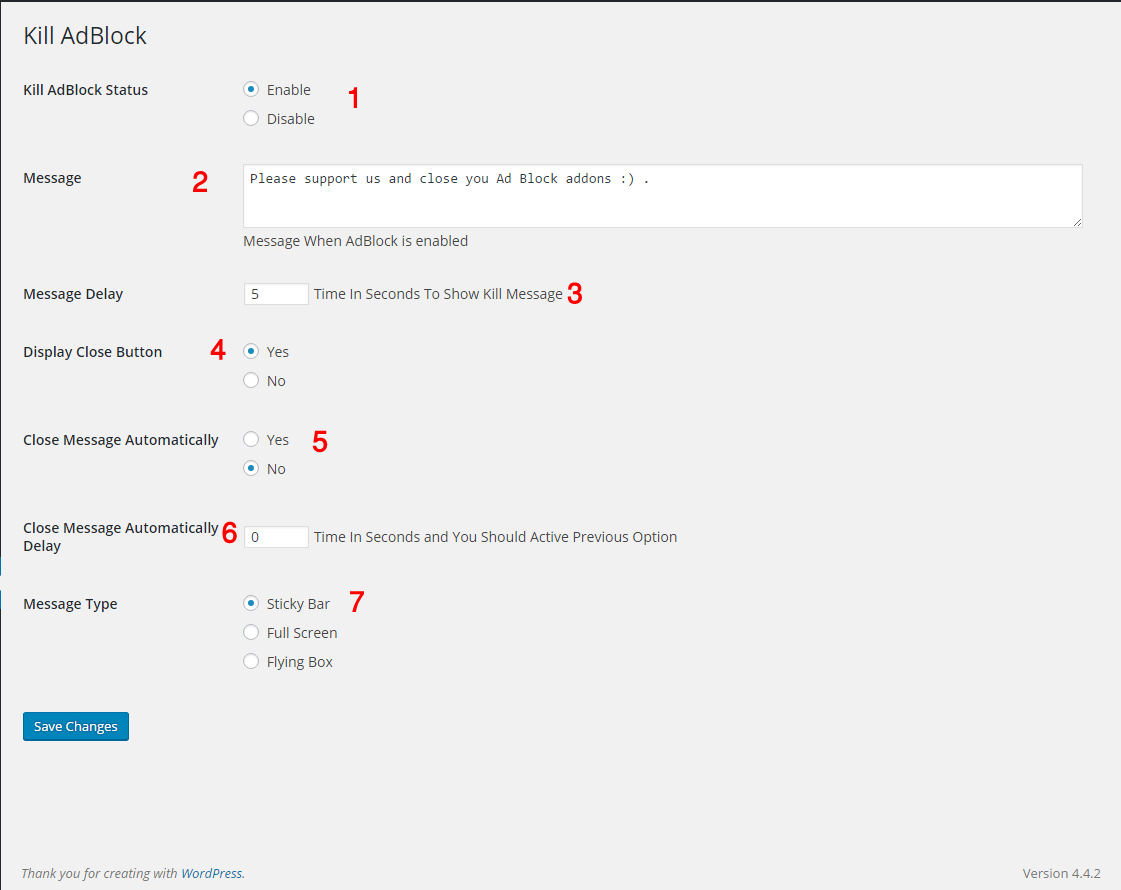 Kill AdBlock
Kill AdBlock Status
Enable
1
Disable
Message
2
Please support us and close you Ad Block addons :) .
Message When AdBlock is enabled
Message Delay
5
Time In Seconds To Show Kill Message
3
Display Close Button
4
Yes
No
Close Message Automatically
Yes
5
No
Close Message Automatically
Delay
6
0
Time In Seconds and You Should Active Previous Option
Message Type
Sticky Bar
7
Full Screen
Flying Box
Save Changes
Thank you for creating with WordPress.
Version 4.4.2